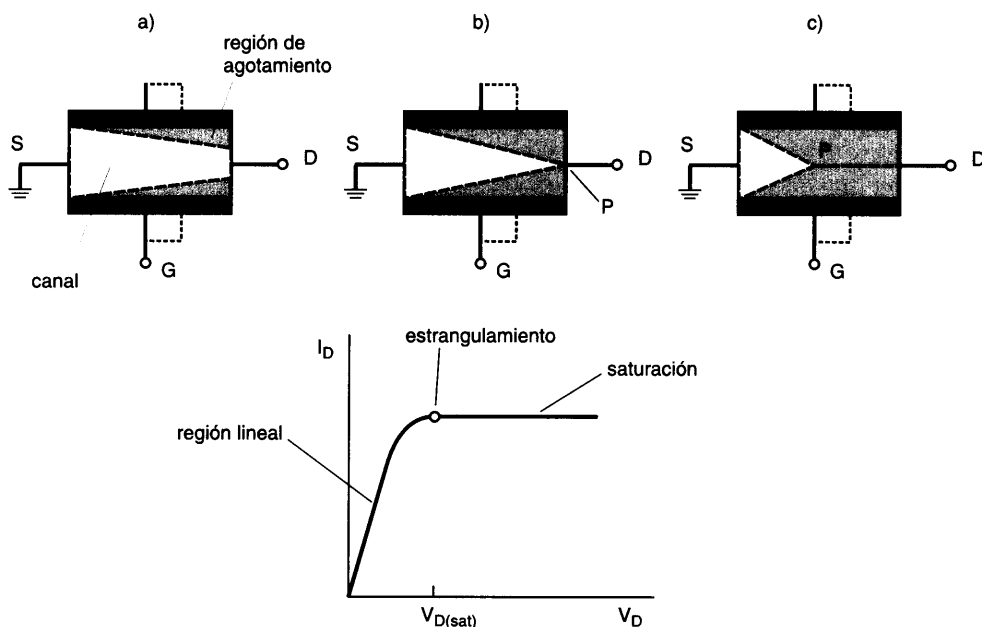 a)
b)
c)
región de
agotamiento
S
D
S
D
P
S
D
P
G
G
G
canal
I_D
estrangulamiento
saturación
región lineal
V_D(sat)
V_D